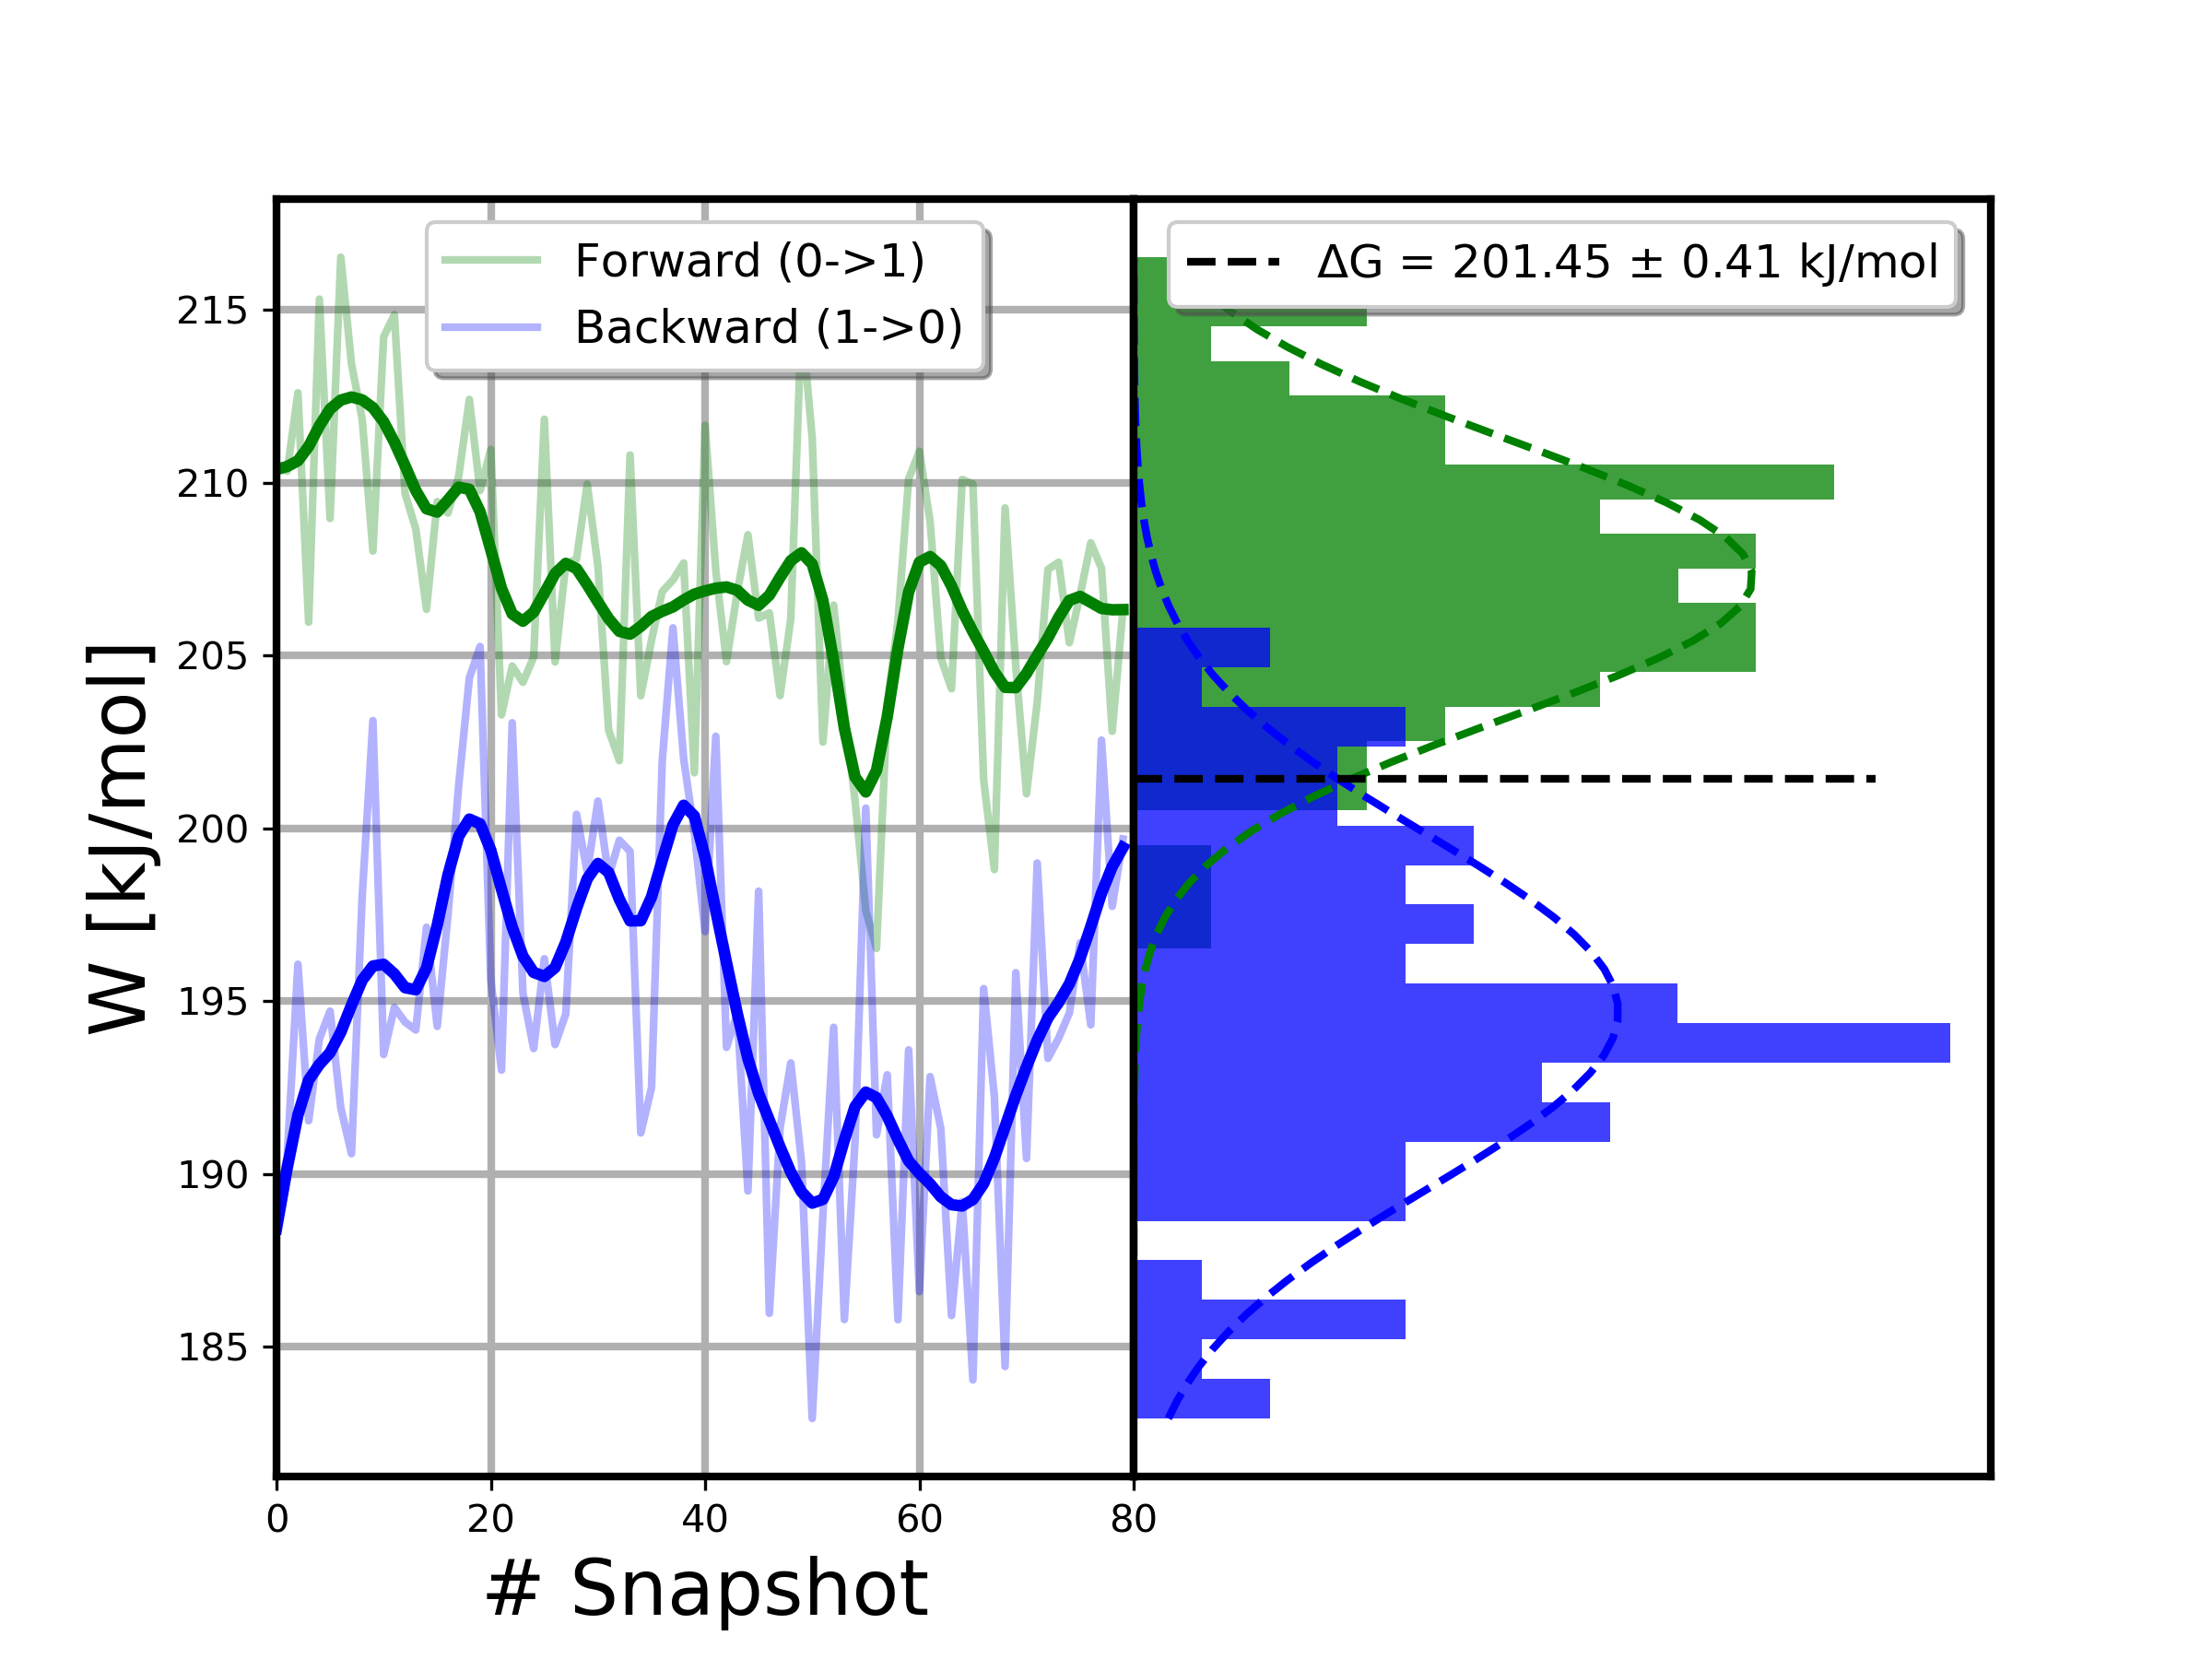 Forward (0->1)
Backward (1->0)
ΔG = 201.45 ± 0.41 kJ/mol
W [kJ/mol]
215
210
205
200
195
190
185
0 20 40 60 80
# Snapshot